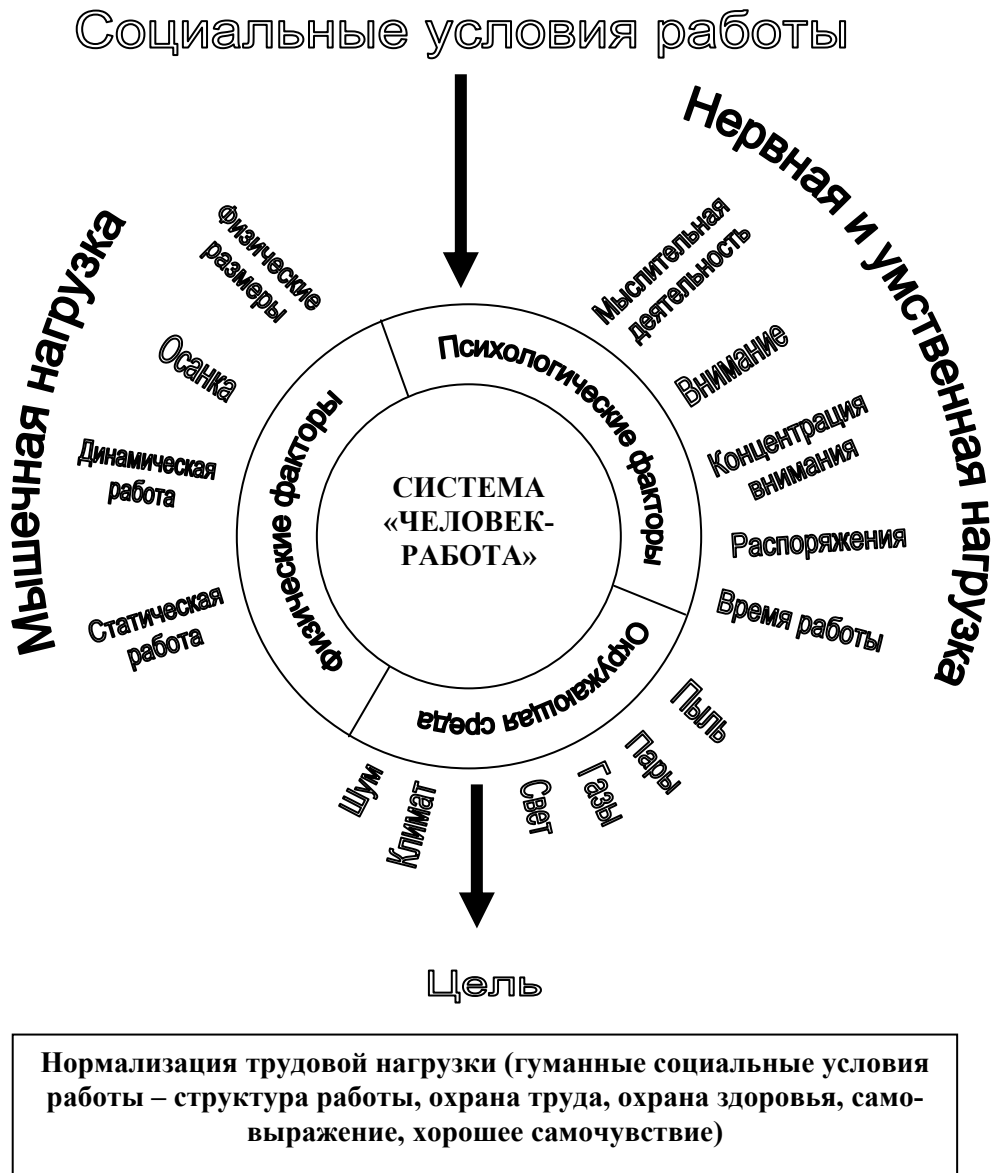 Социальные условия работы
Мышечная нагрузка
Физические
размеры
Осанка
Динамическая
работа
Статическая
работа
Нервная и умственная нагрузка
Мыслительная
деятельность
Внимание
Концентрация
внимания
Распоряжения
Время работы
Психологические факторы
Физические факторы
Окружающая среда
СИСТЕМА
«ЧЕЛОВЕК-
РАБОТА»
Шум
Климат
Свет
Газы
Пары
Пыль
Цель
Нормализация трудовой нагрузки (гуманные социальные условия
работы – структура работы, охрана труда, охрана здоровья, само-
выражение, хорошее самочувствие)